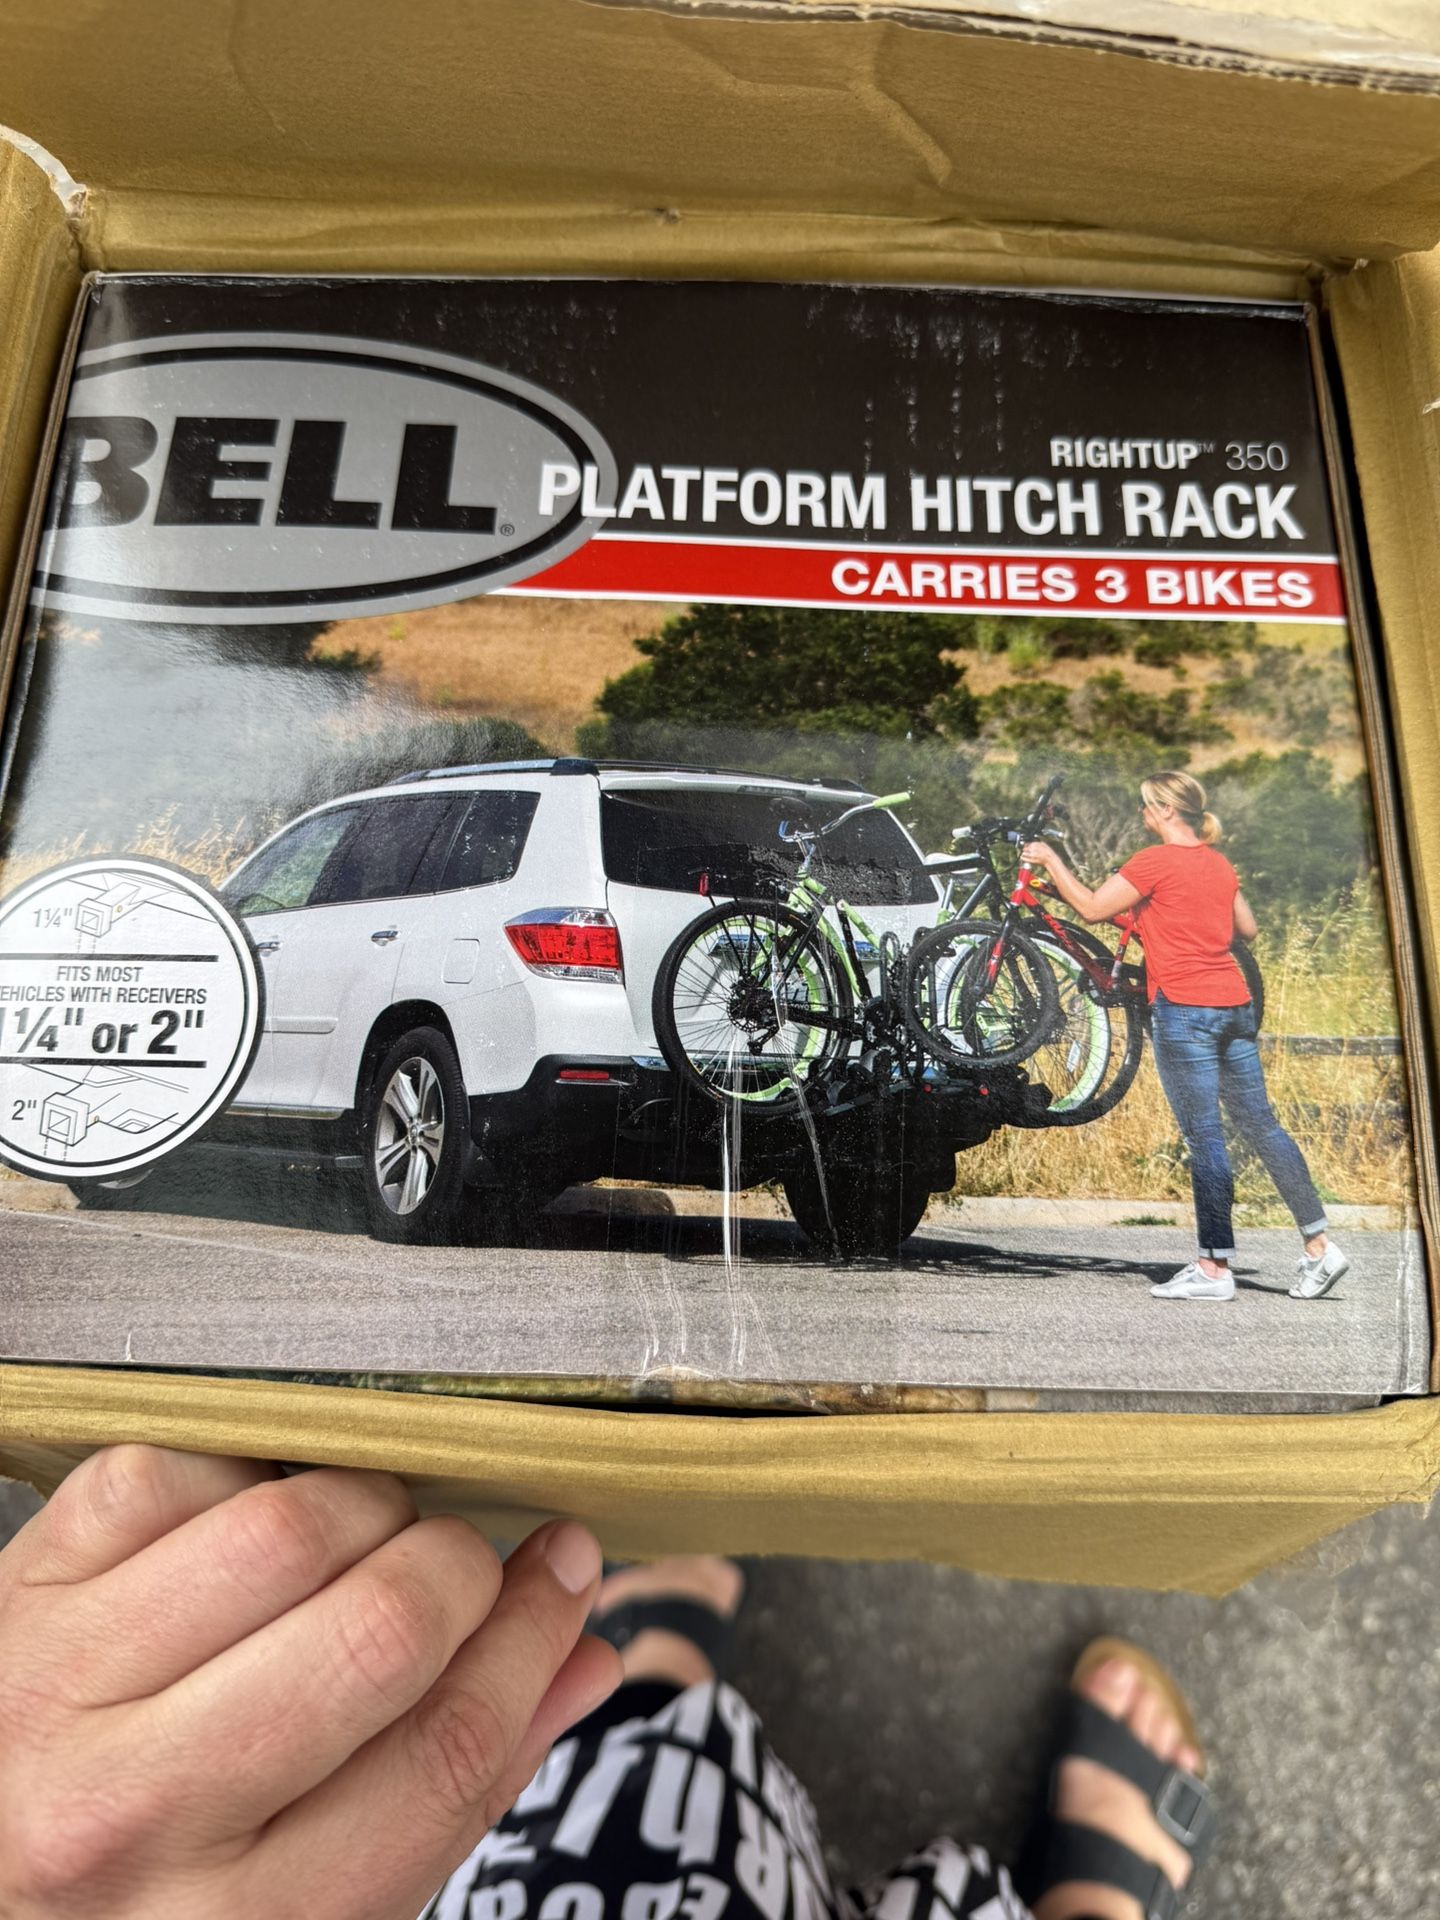 BELL®
RIGHTUP™ 350
PLATFORM HITCH RACK
CARRIES 3 BIKES
1¼"
FITS MOST
VEHICLES WITH RECEIVERS
1¼" or 2"
2"